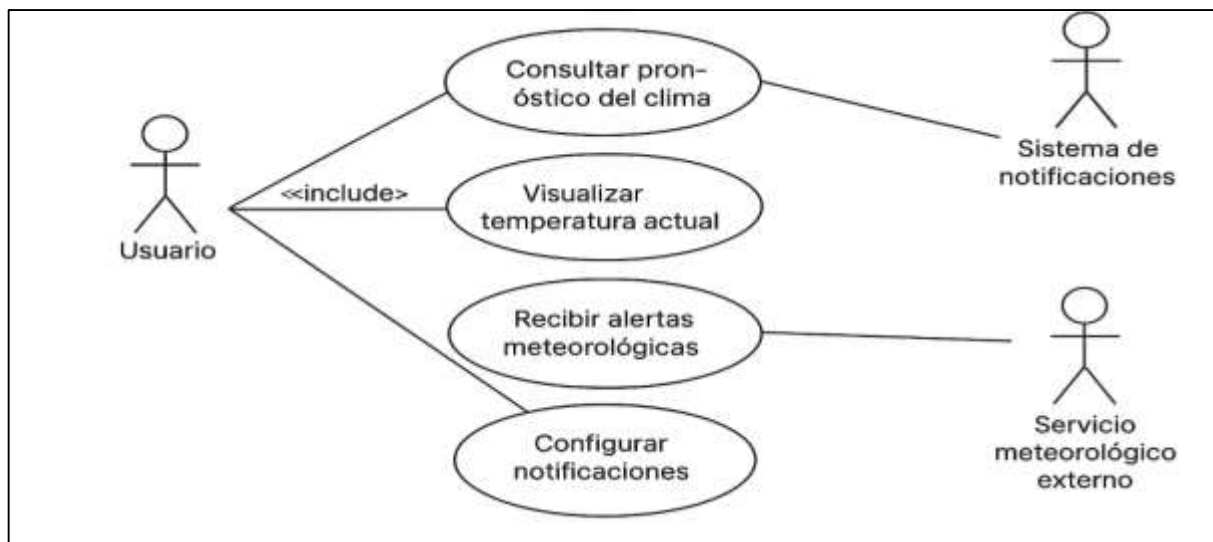 Consultar pron-
óstico del clima
Sistema de
notificaciones
<<include>
Visualizar
temperatura actual
Usuario
Recibir alertas
meteorológicas
Servicio
meteorológico
externo
Configurar
notificaciones